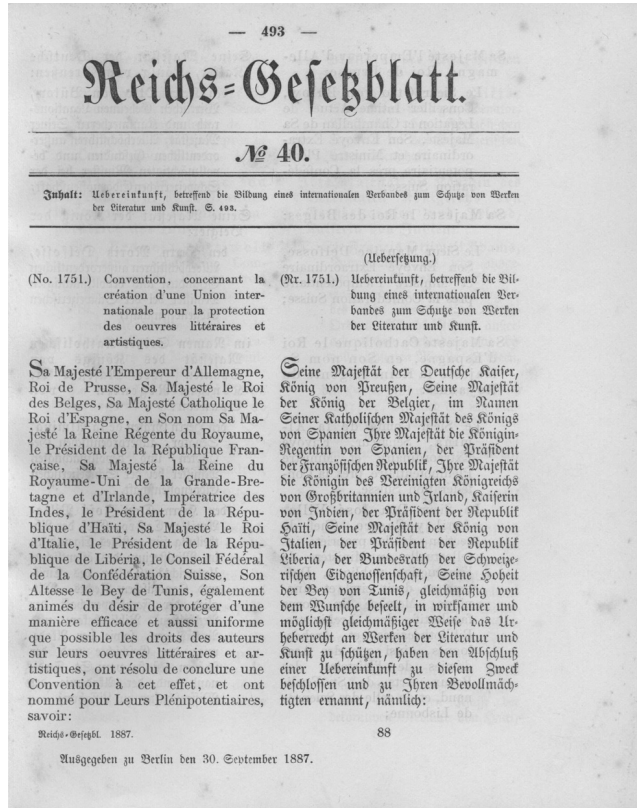 — 493 —
Reichs-Gesetzblatt.
№ 40.
Inhalt: Uebereinkunft, betreffend die Bildung eines internationalen Verbandes zum Schutze von Werken
der Literatur und Kunst. S. 493.
(No. 1751.) Convention, concernant la
création d'une Union inter-
nationale pour la protection
des oeuvres littéraires et
artistiques.
Sa Majesté l'Empereur d'Allemagne,
Roi de Prusse, Sa Majesté le Roi
des Belges, Sa Majesté Catholique le
Roi d'Espagne, en Son nom Sa Ma-
jesté la Reine Régente du Royaume,
le Président de la République Fran-
çaise, Sa Majesté la Reine du
Royaume-Uni de la Grande-Bre-
tagne et d'Irlande, Impératrice des
Indes, le Président de la Répu-
blique d'Haïti, Sa Majesté le Roi
d'Italie, le Président de la Répu-
blique de Libéria, le Conseil Fédéral
de la Confédération Suisse, Son
Altesse le Bey de Tunis, également
animés du désir de protéger d'une
manière efficace et aussi uniforme
que possible les droits des auteurs
sur leurs oeuvres littéraires et ar-
tistiques, ont résolu de conclure une
Convention à cet effet, et ont
nommé pour Leurs Plénipotentiaires,
savoir:
(Uebersetzung.)
(Nr. 1751.) Uebereinkunft, betreffend die Bil-
dung eines internationalen Ver-
bandes zum Schutze von Werken
der Literatur und Kunst.
Seine Majestät der Deutsche Kaiser,
König von Preußen, Seine Majestät
der König der Belgier, im Namen
Seiner Katholischen Majestät des Königs
von Spanien Ihre Majestät die Königin-
Regentin von Spanien, der Präsident
der Französischen Republik, Ihre Majestät
die Königin des Vereinigten Königreichs
von Großbritannien und Irland, Kaiserin
von Indien, der Präsident der Republik
Haïti, Seine Majestät der König von
Italien, der Präsident der Republik
Liberia, der Bundesrath der Schweize-
rischen Eidgenossenschaft, Seine Hoheit
der Bey von Tunis, gleichmäßig von
dem Wunsche beseelt, in wirksamer und
möglichst gleichmäßiger Weise das Ur-
heberrecht an Werken der Literatur und
Kunst zu schützen, haben den Abschluß
einer Uebereinkunft zu diesem Zweck
beschlossen und zu Ihren Bevollmäch-
tigten ernannt, nämlich:
Reichs-Gesetzbl. 1887.
88
Ausgegeben zu Berlin den 30. September 1887.